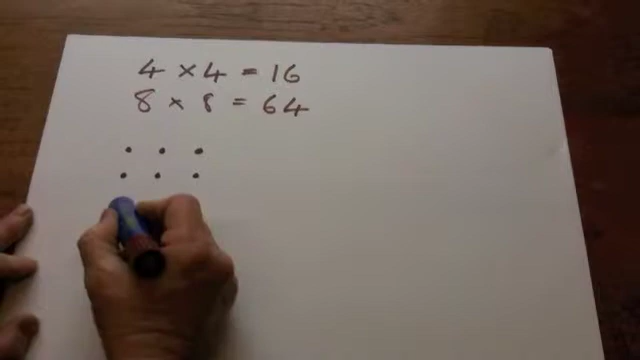 4 × 4 = 16
8 × 8 = 64